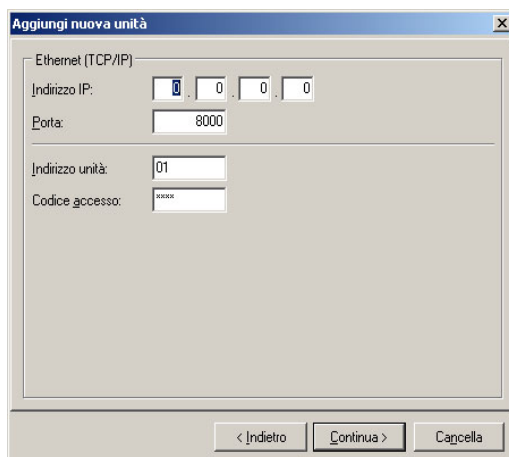 Aggiungi nuova unità
Ethernet (TCP/IP)
Indirizzo IP: 0 . 0 . 0 . 0
Porta: 8000
Indirizzo unità: 01
Codice accesso: ****
< Indietro Continua > Cancella